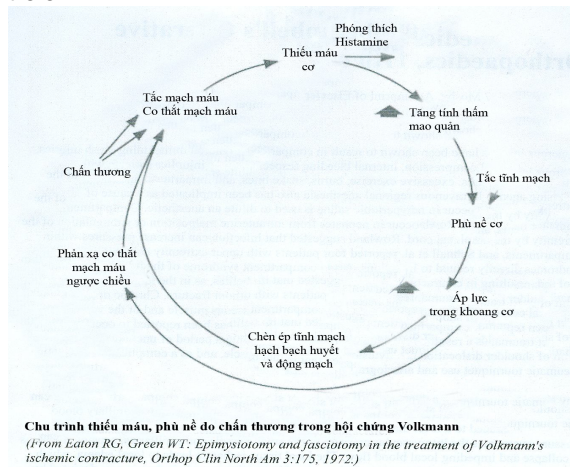 Phóng thích
Histamine
Thiếu máu
cơ
Tắc mạch máu
Co thắt mạch máu
Tăng tính thấm
mao quản
Chấn thương
Tắc tĩnh mạch
Phù nề cơ
Phản xạ co thắt
mạch máu
ngược chiều
Áp lực
trong khoang cơ
Chèn ép tĩnh mạch
hạch bạch huyết
và động mạch
Chu trình thiếu máu, phù nề do chấn thương trong hội chứng Volkmann
(From Eaton RG, Green WT: Epimysiotomy and fasciotomy in the treatment of Volkmann's
ischemic contracture, Orthop Clin North Am 3:175, 1972.)